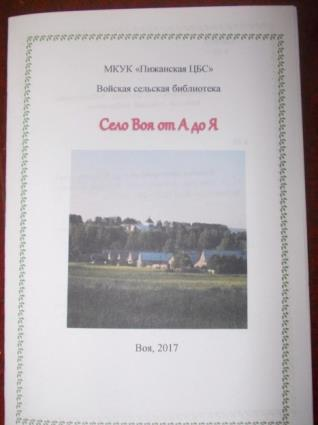 МКУК «Пижанская ЦБС»
Войская сельская библиотека
Село Воя от А до Я
Воя, 2017